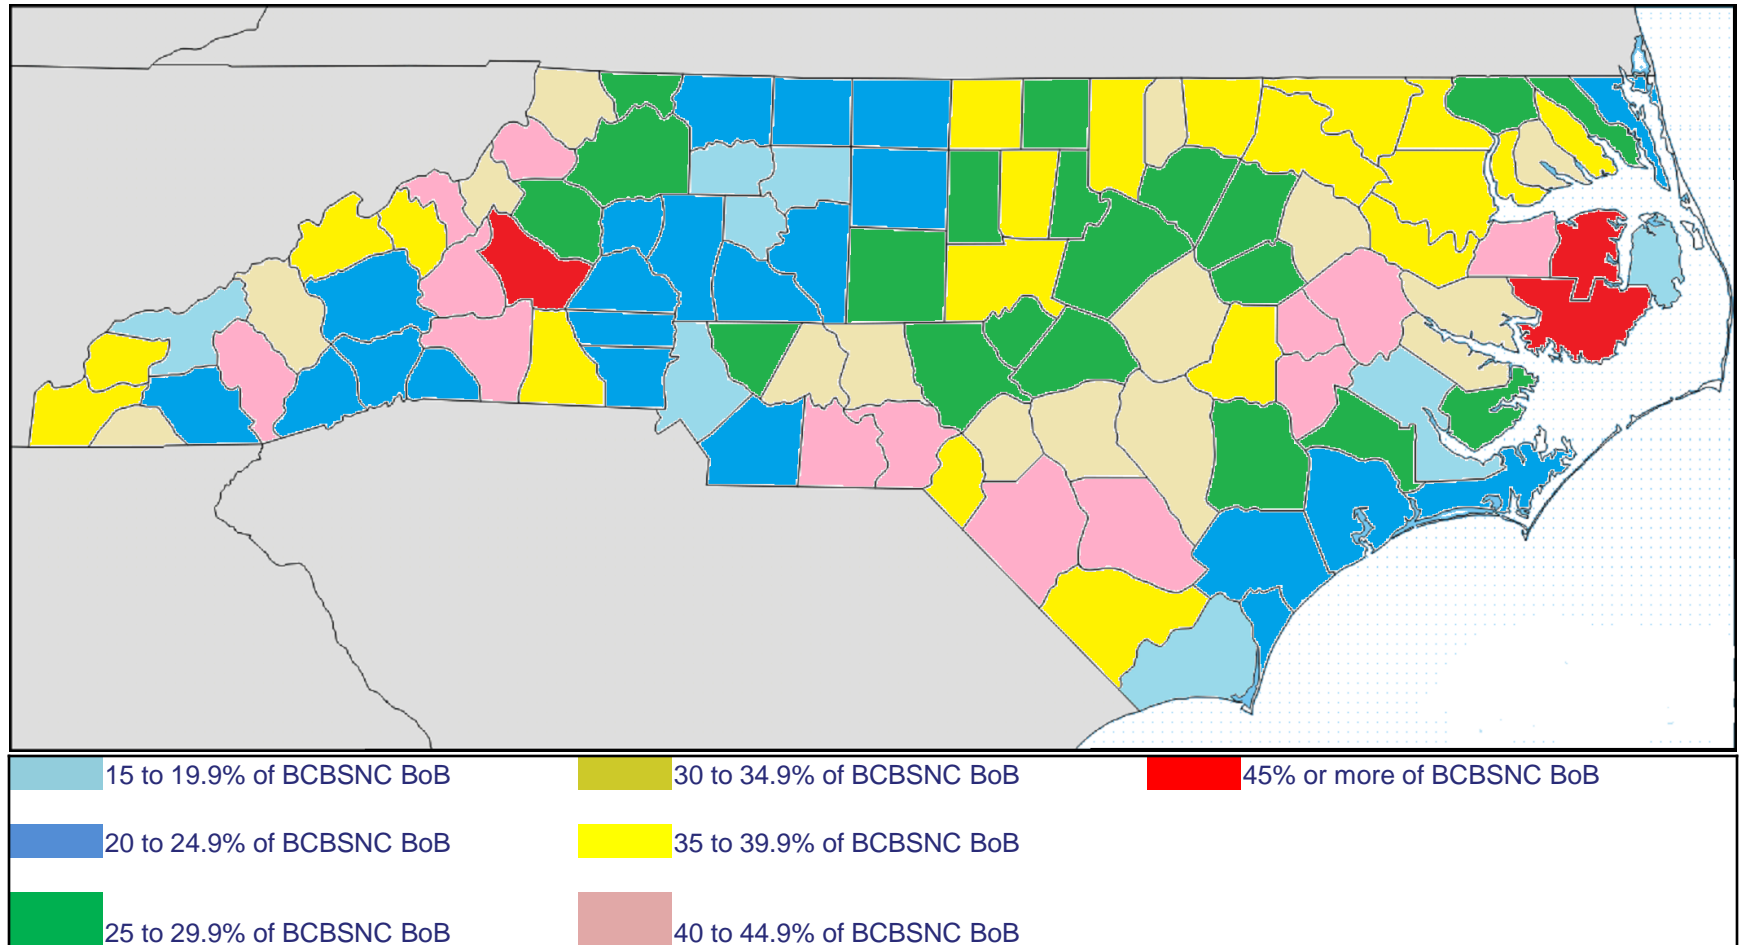 15 to 19.9% of BCBSNC BoB
30 to 34.9% of BCBSNC BoB
45% or more of BCBSNC BoB
20 to 24.9% of BCBSNC BoB
35 to 39.9% of BCBSNC BoB
25 to 29.9% of BCBSNC BoB
40 to 44.9% of BCBSNC BoB